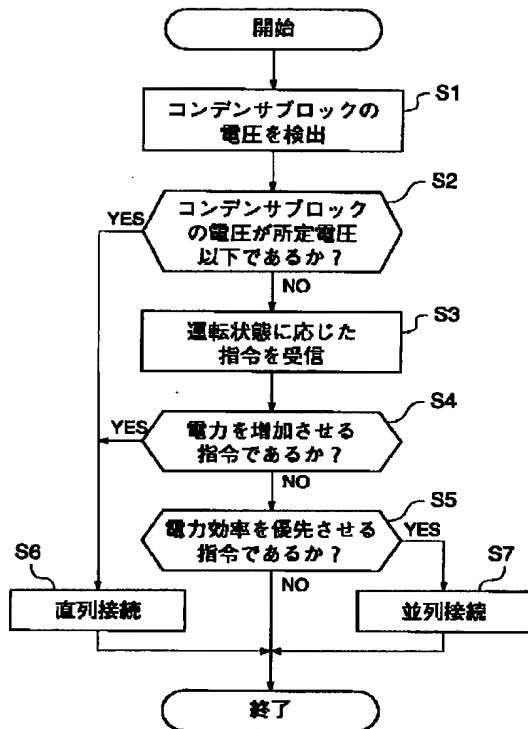 開始
S1
コンデンサブロックの
電圧を検出
S2
コンデンサブロック
の電圧が所定電圧
以下であるか?
YES
NO
S3
運転状態に応じた
指令を受信
S4
電力を増加させる
指令であるか?
YES
NO
S5
電力効率を優先させる
指令であるか?
YES
NO
S6
直列接続
S7
並列接続
終了